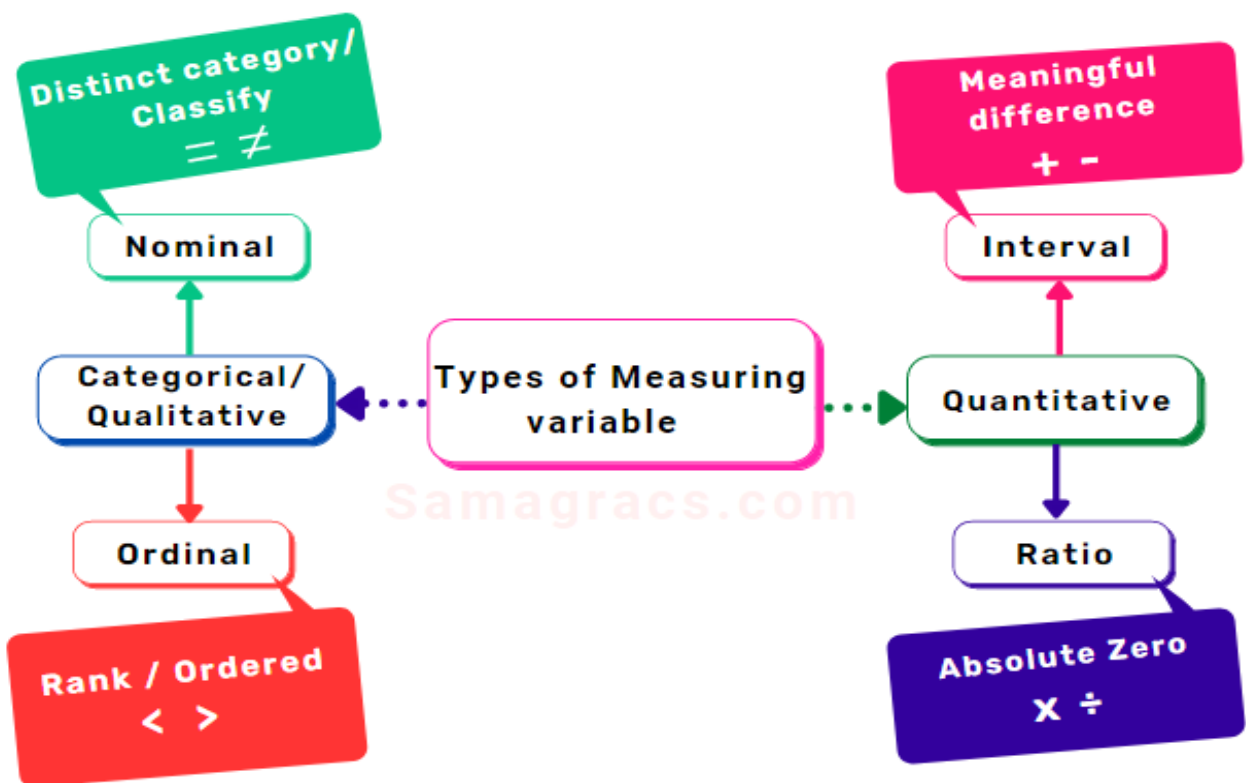 Distinct category/
Classify
= ≠
Nominal
Categorical/
Qualitative
Ordinal
Rank / Ordered
< >
Types of Measuring
variable
Samagracs.com
Meaningful
difference
+ -
Interval
Quantitative
Ratio
Absolute Zero
x ÷